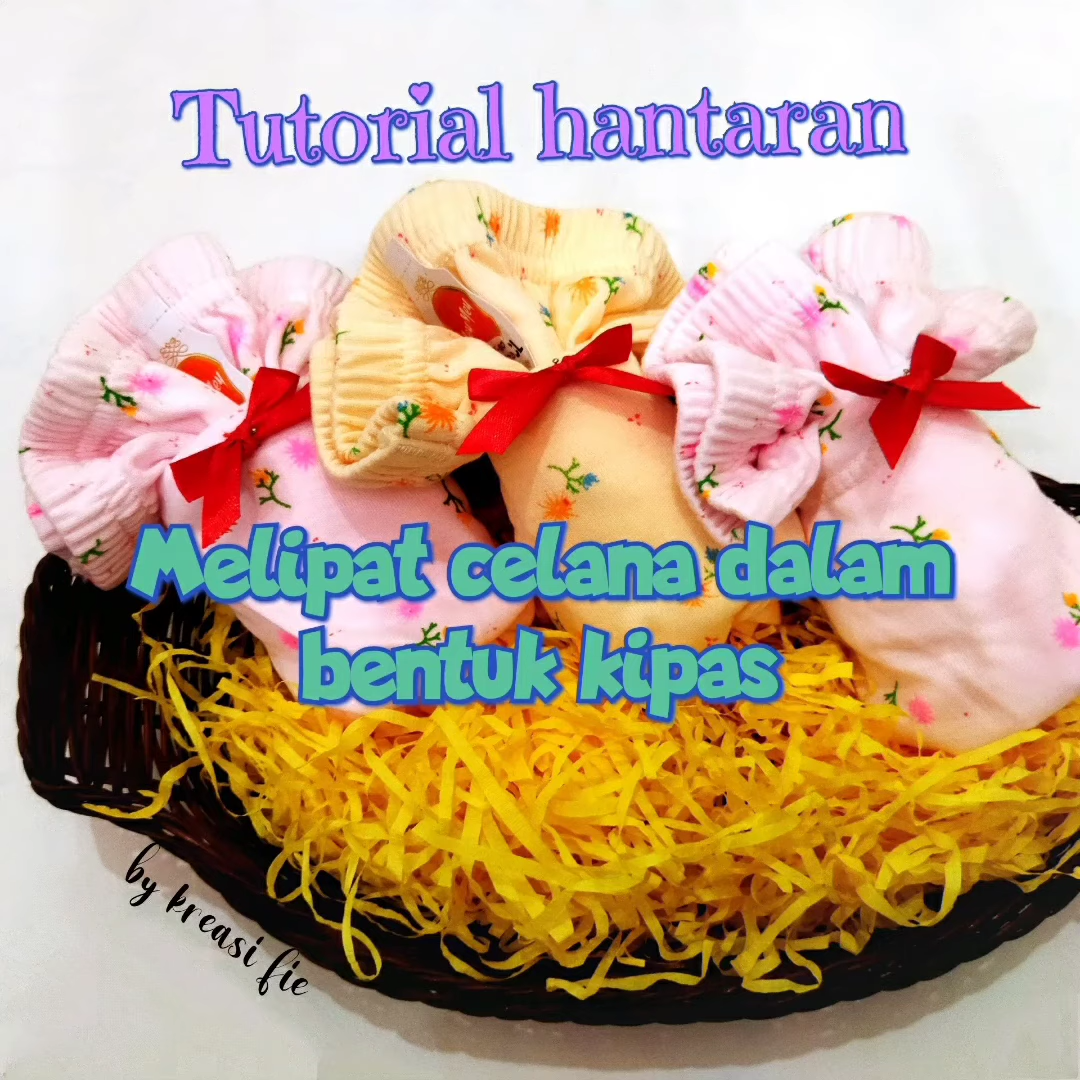 Tutorial hantaran
Melipat celana dalam
bentuk kipas
by kreasi fie